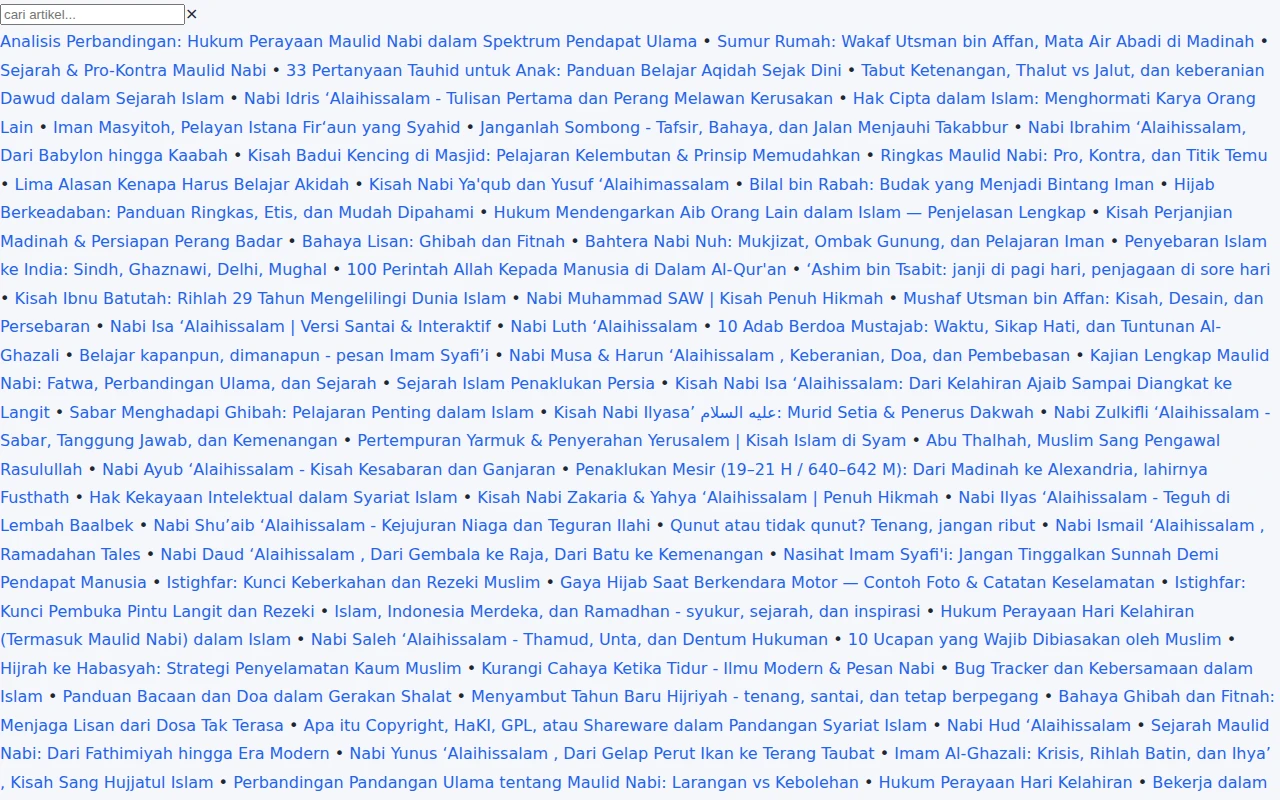 cari artikel... ×
Analisis Perbandingan: Hukum Perayaan Maulid Nabi dalam Spektrum Pendapat Ulama • Sumur Rumah: Wakaf Utsman bin Affan, Mata Air Abadi di Madinah •
Sejarah & Pro-Kontra Maulid Nabi • 33 Pertanyaan Tauhid untuk Anak: Panduan Belajar Aqidah Sejak Dini • Tabut Ketenangan, Thalut vs Jalut, dan keberanian
Dawud dalam Sejarah Islam • Nabi Idris ‘Alaihissalam - Tulisan Pertama dan Perang Melawan Kerusakan • Hak Cipta dalam Islam: Menghormati Karya Orang
Lain • Iman Masyitoh, Pelayan Istana Fir‘aun yang Syahid • Janganlah Sombong - Tafsir, Bahaya, dan Jalan Menjauhi Takabbur • Nabi Ibrahim ‘Alaihissalam,
Dari Babylon hingga Kaabah • Kisah Badui Kencing di Masjid: Pelajaran Kelembutan & Prinsip Memudahkan • Ringkas Maulid Nabi: Pro, Kontra, dan Titik Temu
• Lima Alasan Kenapa Harus Belajar Akidah • Kisah Nabi Ya'qub dan Yusuf ‘Alaihimassalam • Bilal bin Rabah: Budak yang Menjadi Bintang Iman • Hijab
Berkeadaban: Panduan Ringkas, Etis, dan Mudah Dipahami • Hukum Mendengarkan Aib Orang Lain dalam Islam — Penjelasan Lengkap • Kisah Perjanjian
Madinah & Persiapan Perang Badar • Bahaya Lisan: Ghibah dan Fitnah • Bahtera Nabi Nuh: Mukjizat, Ombak Gunung, dan Pelajaran Iman • Penyebaran Islam
ke India: Sindh, Ghaznawi, Delhi, Mughal • 100 Perintah Allah Kepada Manusia di Dalam Al-Qur'an • ‘Ashim bin Tsabit: janji di pagi hari, penjagaan di sore hari
• Kisah Ibnu Batutah: Rihlah 29 Tahun Mengelilingi Dunia Islam • Nabi Muhammad SAW | Kisah Penuh Hikmah • Mushaf Utsman bin Affan: Kisah, Desain, dan
Persebaran • Nabi Isa ‘Alaihissalam | Versi Santai & Interaktif • Nabi Luth ‘Alaihissalam • 10 Adab Berdoa Mustajab: Waktu, Sikap Hati, dan Tuntunan Al-
Ghazali • Belajar kapanpun, dimanapun - pesan Imam Syafi’i • Nabi Musa & Harun ‘Alaihissalam , Keberanian, Doa, dan Pembebasan • Kajian Lengkap Maulid
Nabi: Fatwa, Perbandingan Ulama, dan Sejarah • Sejarah Islam Penaklukan Persia • Kisah Nabi Isa ‘Alaihissalam: Dari Kelahiran Ajaib Sampai Diangkat ke
Langit • Sabar Menghadapi Ghibah: Pelajaran Penting dalam Islam • Kisah Nabi Ilyasa’ عليه السلام: Murid Setia & Penerus Dakwah • Nabi Zulkifli ‘Alaihissalam -
Sabar, Tanggung Jawab, dan Kemenangan • Pertempuran Yarmuk & Penyerahan Yerusalem | Kisah Islam di Syam • Abu Thalhah, Muslim Sang Pengawal
Rasulullah • Nabi Ayub ‘Alaihissalam - Kisah Kesabaran dan Ganjaran • Penaklukan Mesir (19–21 H / 640–642 M): Dari Madinah ke Alexandria, lahirnya
Fusthath • Hak Kekayaan Intelektual dalam Syariat Islam • Kisah Nabi Zakaria & Yahya ‘Alaihissalam | Penuh Hikmah • Nabi Ilyas ‘Alaihissalam - Teguh di
Lembah Baalbek • Nabi Shu’aib ‘Alaihissalam - Kejujuran Niaga dan Teguran Ilahi • Qunut atau tidak qunut? Tenang, jangan ribut • Nabi Ismail ‘Alaihissalam ,
Ramadahan Tales • Nabi Daud ‘Alaihissalam , Dari Gembala ke Raja, Dari Batu ke Kemenangan • Nasihat Imam Syafi'i: Jangan Tinggalkan Sunnah Demi
Pendapat Manusia • Istighfar: Kunci Keberkahan dan Rezeki Muslim • Gaya Hijab Saat Berkendara Motor — Contoh Foto & Catatan Keselamatan • Istighfar:
Kunci Pembuka Pintu Langit dan Rezeki • Islam, Indonesia Merdeka, dan Ramadhan - syukur, sejarah, dan inspirasi • Hukum Perayaan Hari Kelahiran
(Termasuk Maulid Nabi) dalam Islam • Nabi Saleh ‘Alaihissalam - Thamud, Unta, dan Dentum Hukuman • 10 Ucapan yang Wajib Dibiasakan oleh Muslim •
Hijrah ke Habasyah: Strategi Penyelamatan Kaum Muslim • Kurangi Cahaya Ketika Tidur - Ilmu Modern & Pesan Nabi • Bug Tracker dan Kebersamaan dalam
Islam • Panduan Bacaan dan Doa dalam Gerakan Shalat • Menyambut Tahun Baru Hijriyah - tenang, santai, dan tetap berpegang • Bahaya Ghibah dan Fitnah:
Menjaga Lisan dari Dosa Tak Terasa • Apa itu Copyright, HaKI, GPL, atau Shareware dalam Pandangan Syariat Islam • Nabi Hud ‘Alaihissalam • Sejarah Maulid
Nabi: Dari Fathimiyah hingga Era Modern • Nabi Yunus ‘Alaihissalam , Dari Gelap Perut Ikan ke Terang Taubat • Imam Al-Ghazali: Krisis, Rihlah Batin, dan Ihya’
, Kisah Sang Hujjatul Islam • Perbandingan Pandangan Ulama tentang Maulid Nabi: Larangan vs Kebolehan • Hukum Perayaan Hari Kelahiran • Bekerja dalam